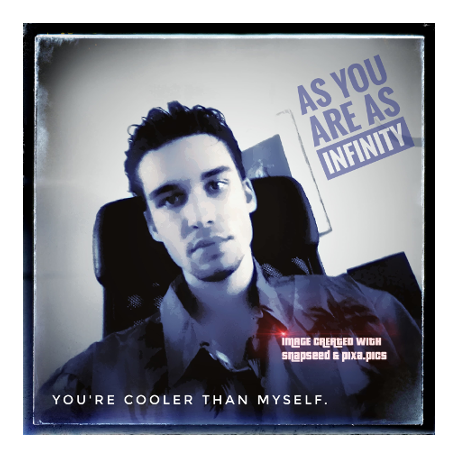 AS YOU
ARE AS
INFINITY
IMAGE CREATED WITH
SNAPSEED & PIXA.PICS
YOU'RE COOLER THAN MYSELF.